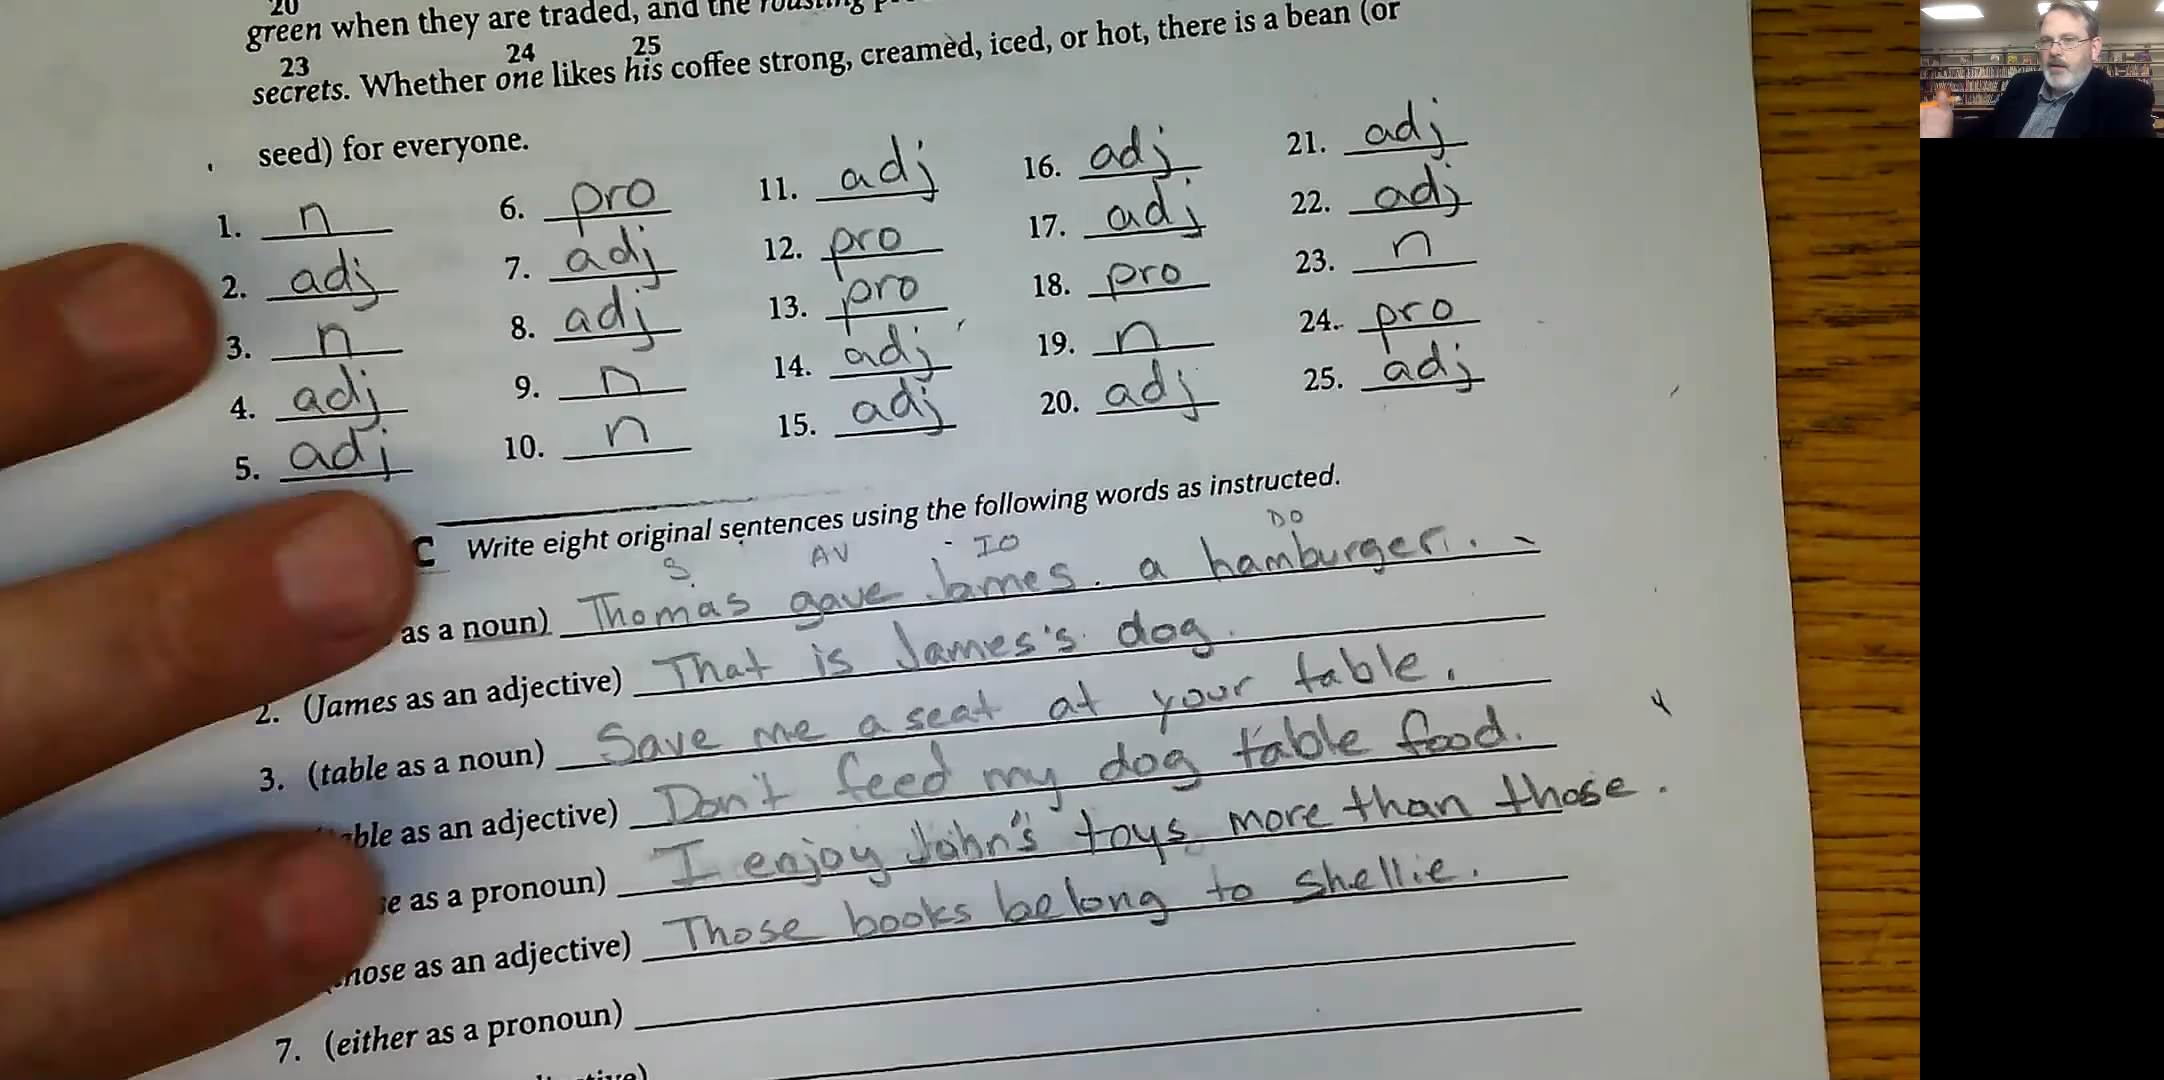 20
green when they are traded, and the roasting
23 24 25
secrets. Whether one likes his coffee strong, creamed, iced, or hot, there is a bean (or
seed) for everyone.
1. n 6. pro 11. adj 16. adj 21. adj
2. adj 7. adj 12. pro 17. adj 22. adj
3. n 8. adj 13. pro 18. pro 23. n
4. adj 9. n 14. adj 19. n 24. pro
5. adj 10. n 15. adj 20. adj 25. adj
C Write eight original sentences using the following words as instructed.
S AV IO DO
as a noun) Thomas gave James a hamburger.
2. (James as an adjective) That is James's dog.
3. (table as a noun) Save me a seat at your table.
able as an adjective) Don't feed my dog table food.
se as a pronoun) I enjoy John's toys more than those.
hose as an adjective) Those books belong to shellie.
7. (either as a pronoun)